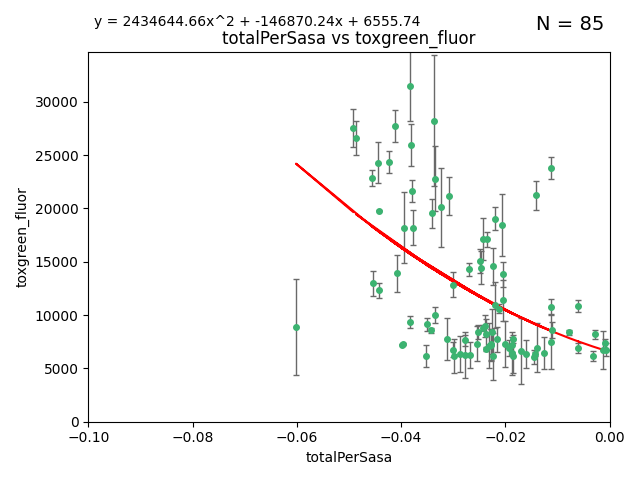 y = 2434644.66x^2 + -146870.24x + 6555.74
N = 85
totalPerSasa vs toxgreen_fluor
30000
25000
20000
15000
10000
5000
0
toxgreen_fluor
−0.10
−0.08
−0.06
−0.04
−0.02
0.00
totalPerSasa